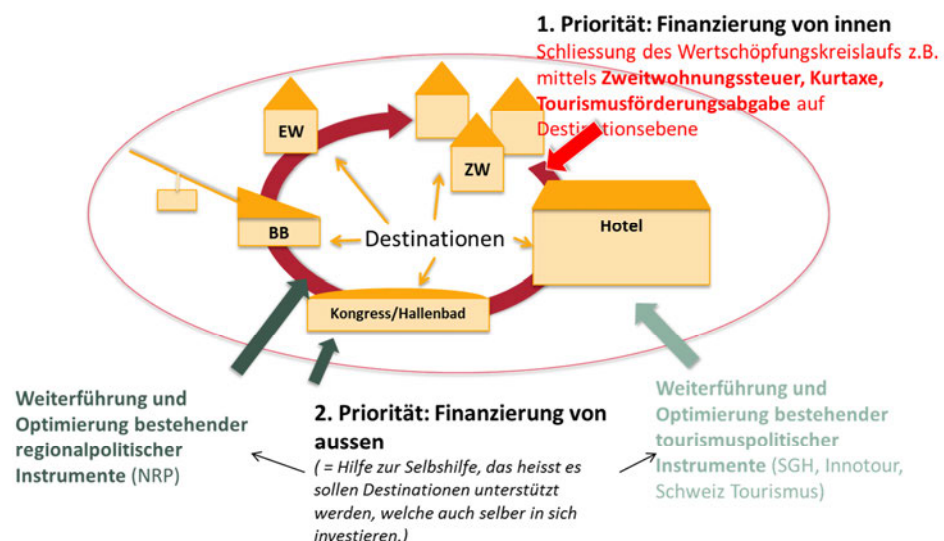 1. Priorität: Finanzierung von innen
Schliessung des Wertschöpfungskreislaufs z.B.
mittels Zweitwohnungssteuer, Kurtaxe,
Tourismusförderungsabgabe auf
Destinationsebene
EW
ZW
BB
Destinationen
Hotel
Kongress/Hallenbad
Weiterführung und
Optimierung bestehender
regionalpolitischer
Instrumente (NRP)
2. Priorität: Finanzierung von
aussen
( = Hilfe zur Selbshilfe, das heisst es
sollen Destinationen unterstützt
werden, welche auch selber in sich
investieren.)
Weiterführung und
Optimierung bestehender
tourismuspolitischer
Instrumente (SGH, Innotour,
Schweiz Tourismus)